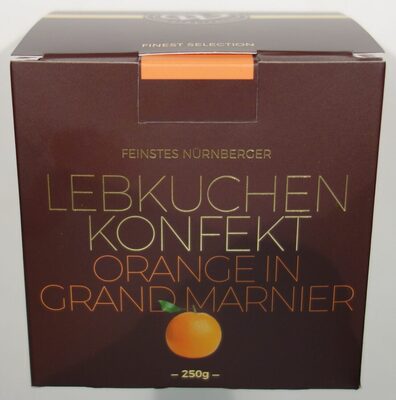 FINEST SELECTION
FEINSTES NÜRNBERGER
LEBKUCHEN
KONFEKT
ORANGE IN
GRAND MARNIER
– 250g –